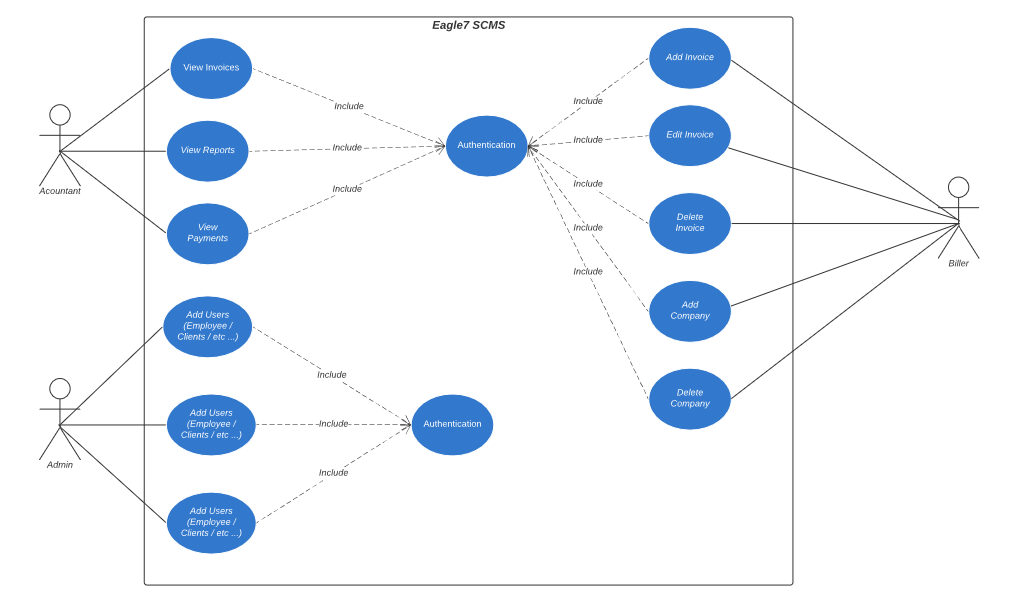 Eagle7 SCMS
View Invoices
Include
View Reports
Include
View
Payments
Include
Acountant
Authentication
Add Invoice
Include
Edit Invoice
Include
Delete
Invoice
Include
Add
Company
Include
Delete
Company
Include
Biller
Add Users
(Employee /
Clients / etc ...)
Include
Add Users
(Employee /
Clients / etc ...)
Include
Add Users
(Employee /
Clients / etc ...)
Include
Authentication
Admin